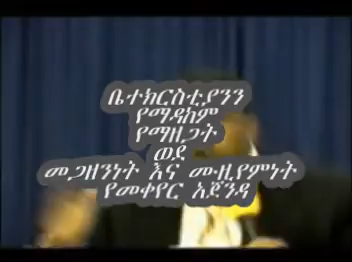 ቤተክርስቲያንን
የማዳከም
የማዘጋት
ወደ
መጋዘንነት እና ሙዚየምነት
የመቀየር አጀንዳ